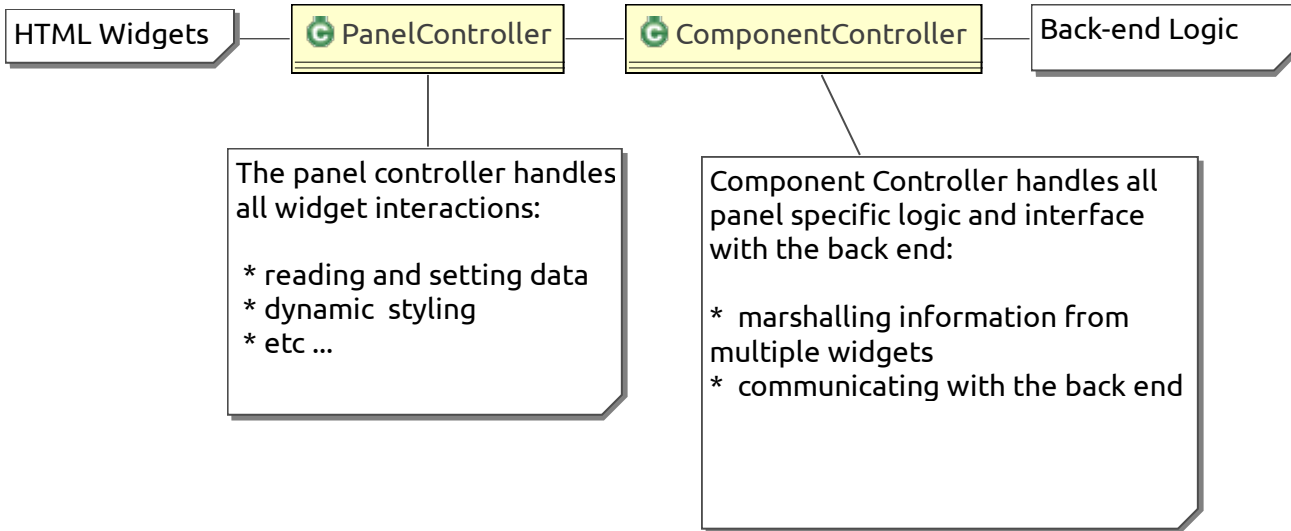 HTML Widgets
C PanelController
C ComponentController
Back-end Logic
The panel controller handles
all widget interactions:
* reading and setting data
* dynamic  styling
* etc ...
Component Controller handles all
panel specific logic and interface
with the back end:
*  marshalling information from
multiple widgets
*  communicating with the back end